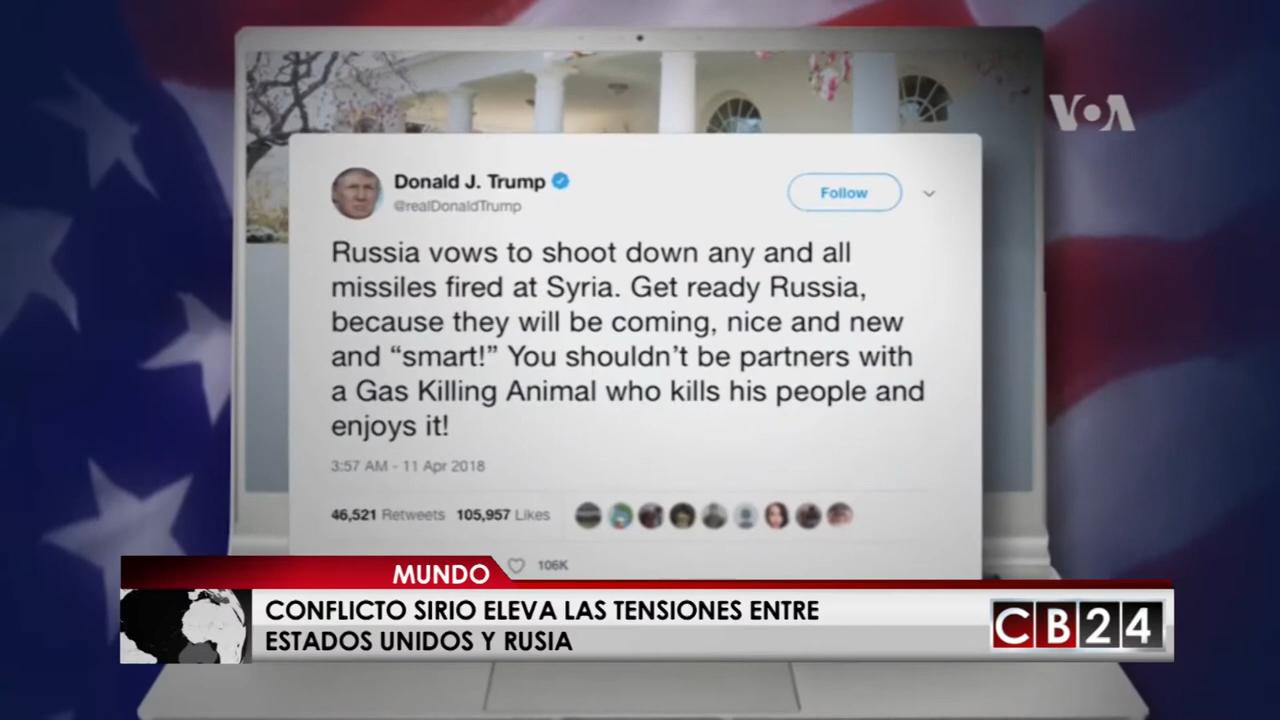 VOA
Donald J. Trump
@realDonaldTrump
Follow
Russia vows to shoot down any and all
missiles fired at Syria. Get ready Russia,
because they will be coming, nice and new
and “smart!” You shouldn’t be partners with
a Gas Killing Animal who kills his people and
enjoys it!
3:57 AM - 11 Apr 2018
46,521 Retweets 105,957 Likes
106K
MUNDO
CONFLICTO SIRIO ELEVA LAS TENSIONES ENTRE
ESTADOS UNIDOS Y RUSIA
CB24